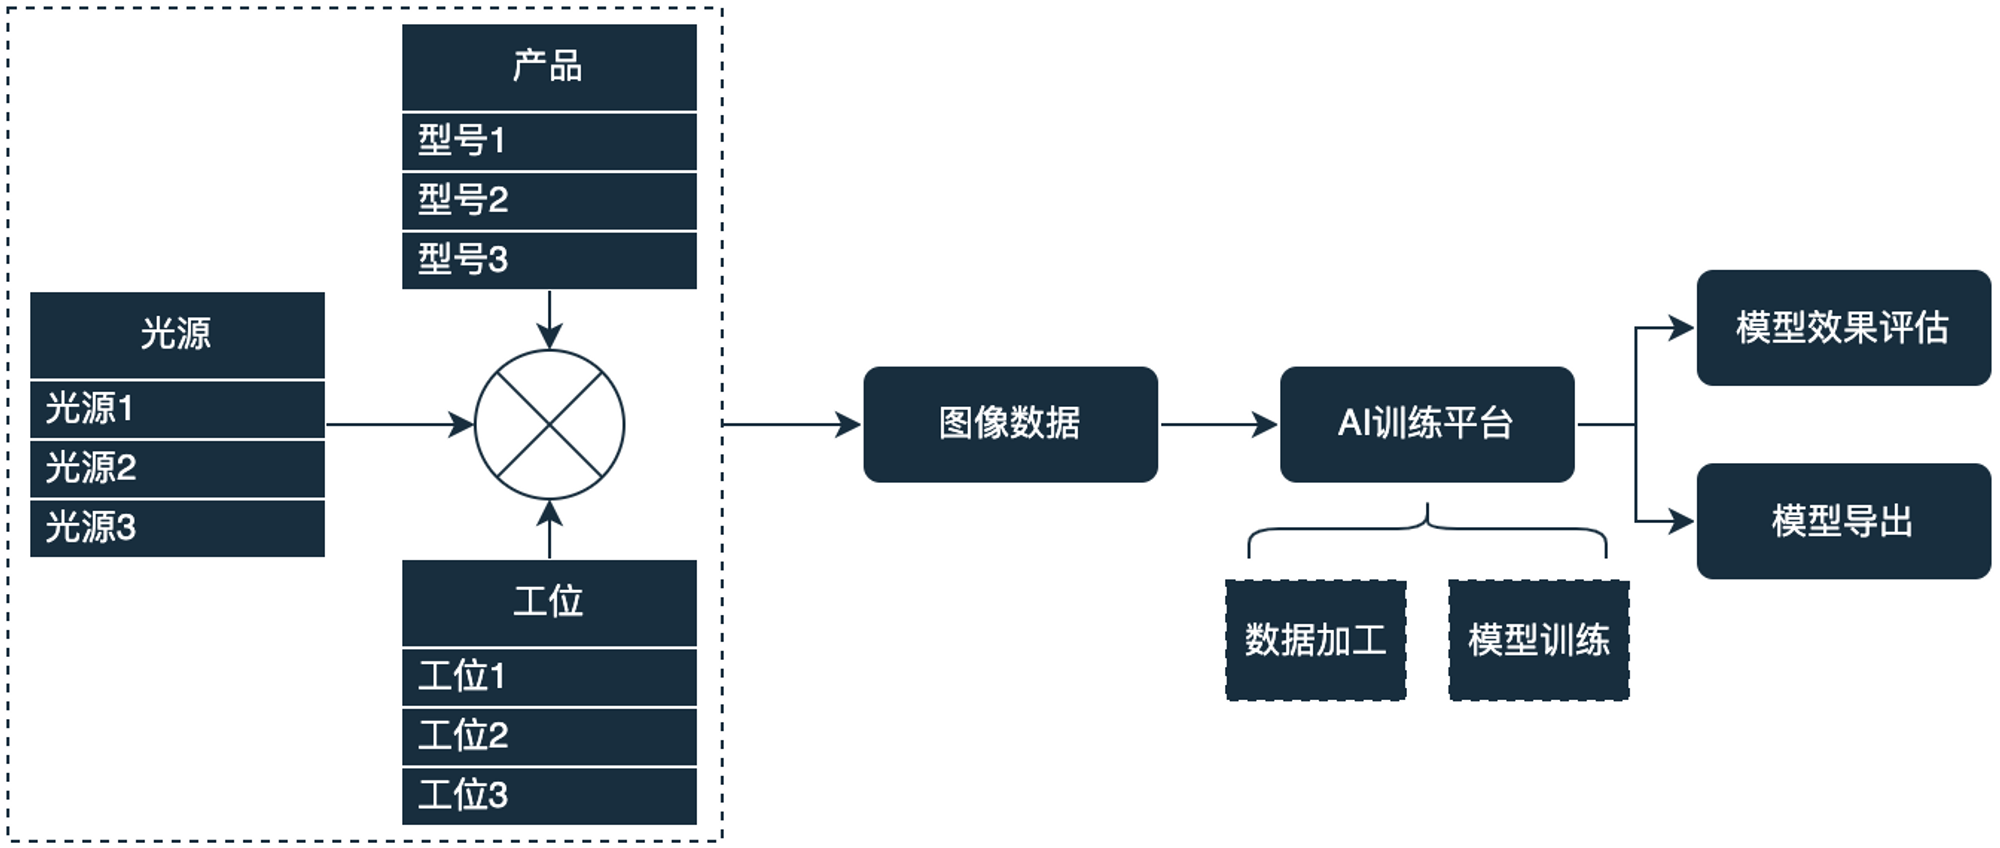 产品
型号1
型号2
型号3
光源
光源1
光源2
光源3
工位
工位1
工位2
工位3
图像数据
AI训练平台
数据加工
模型训练
模型效果评估
模型导出